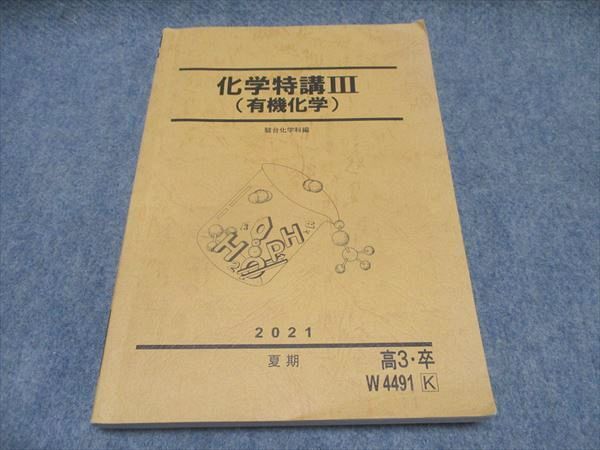 化学特講III
(有機化学)
駿台化学科編
2021
夏期
高3・卒
W4491 K